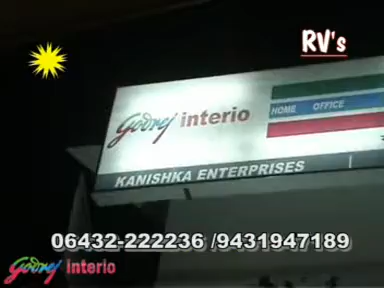 RV's
Godrej interio
HOME OFFICE
KANISHKA ENTERPRISES
06432-222236 /9431947189
Godrej interio